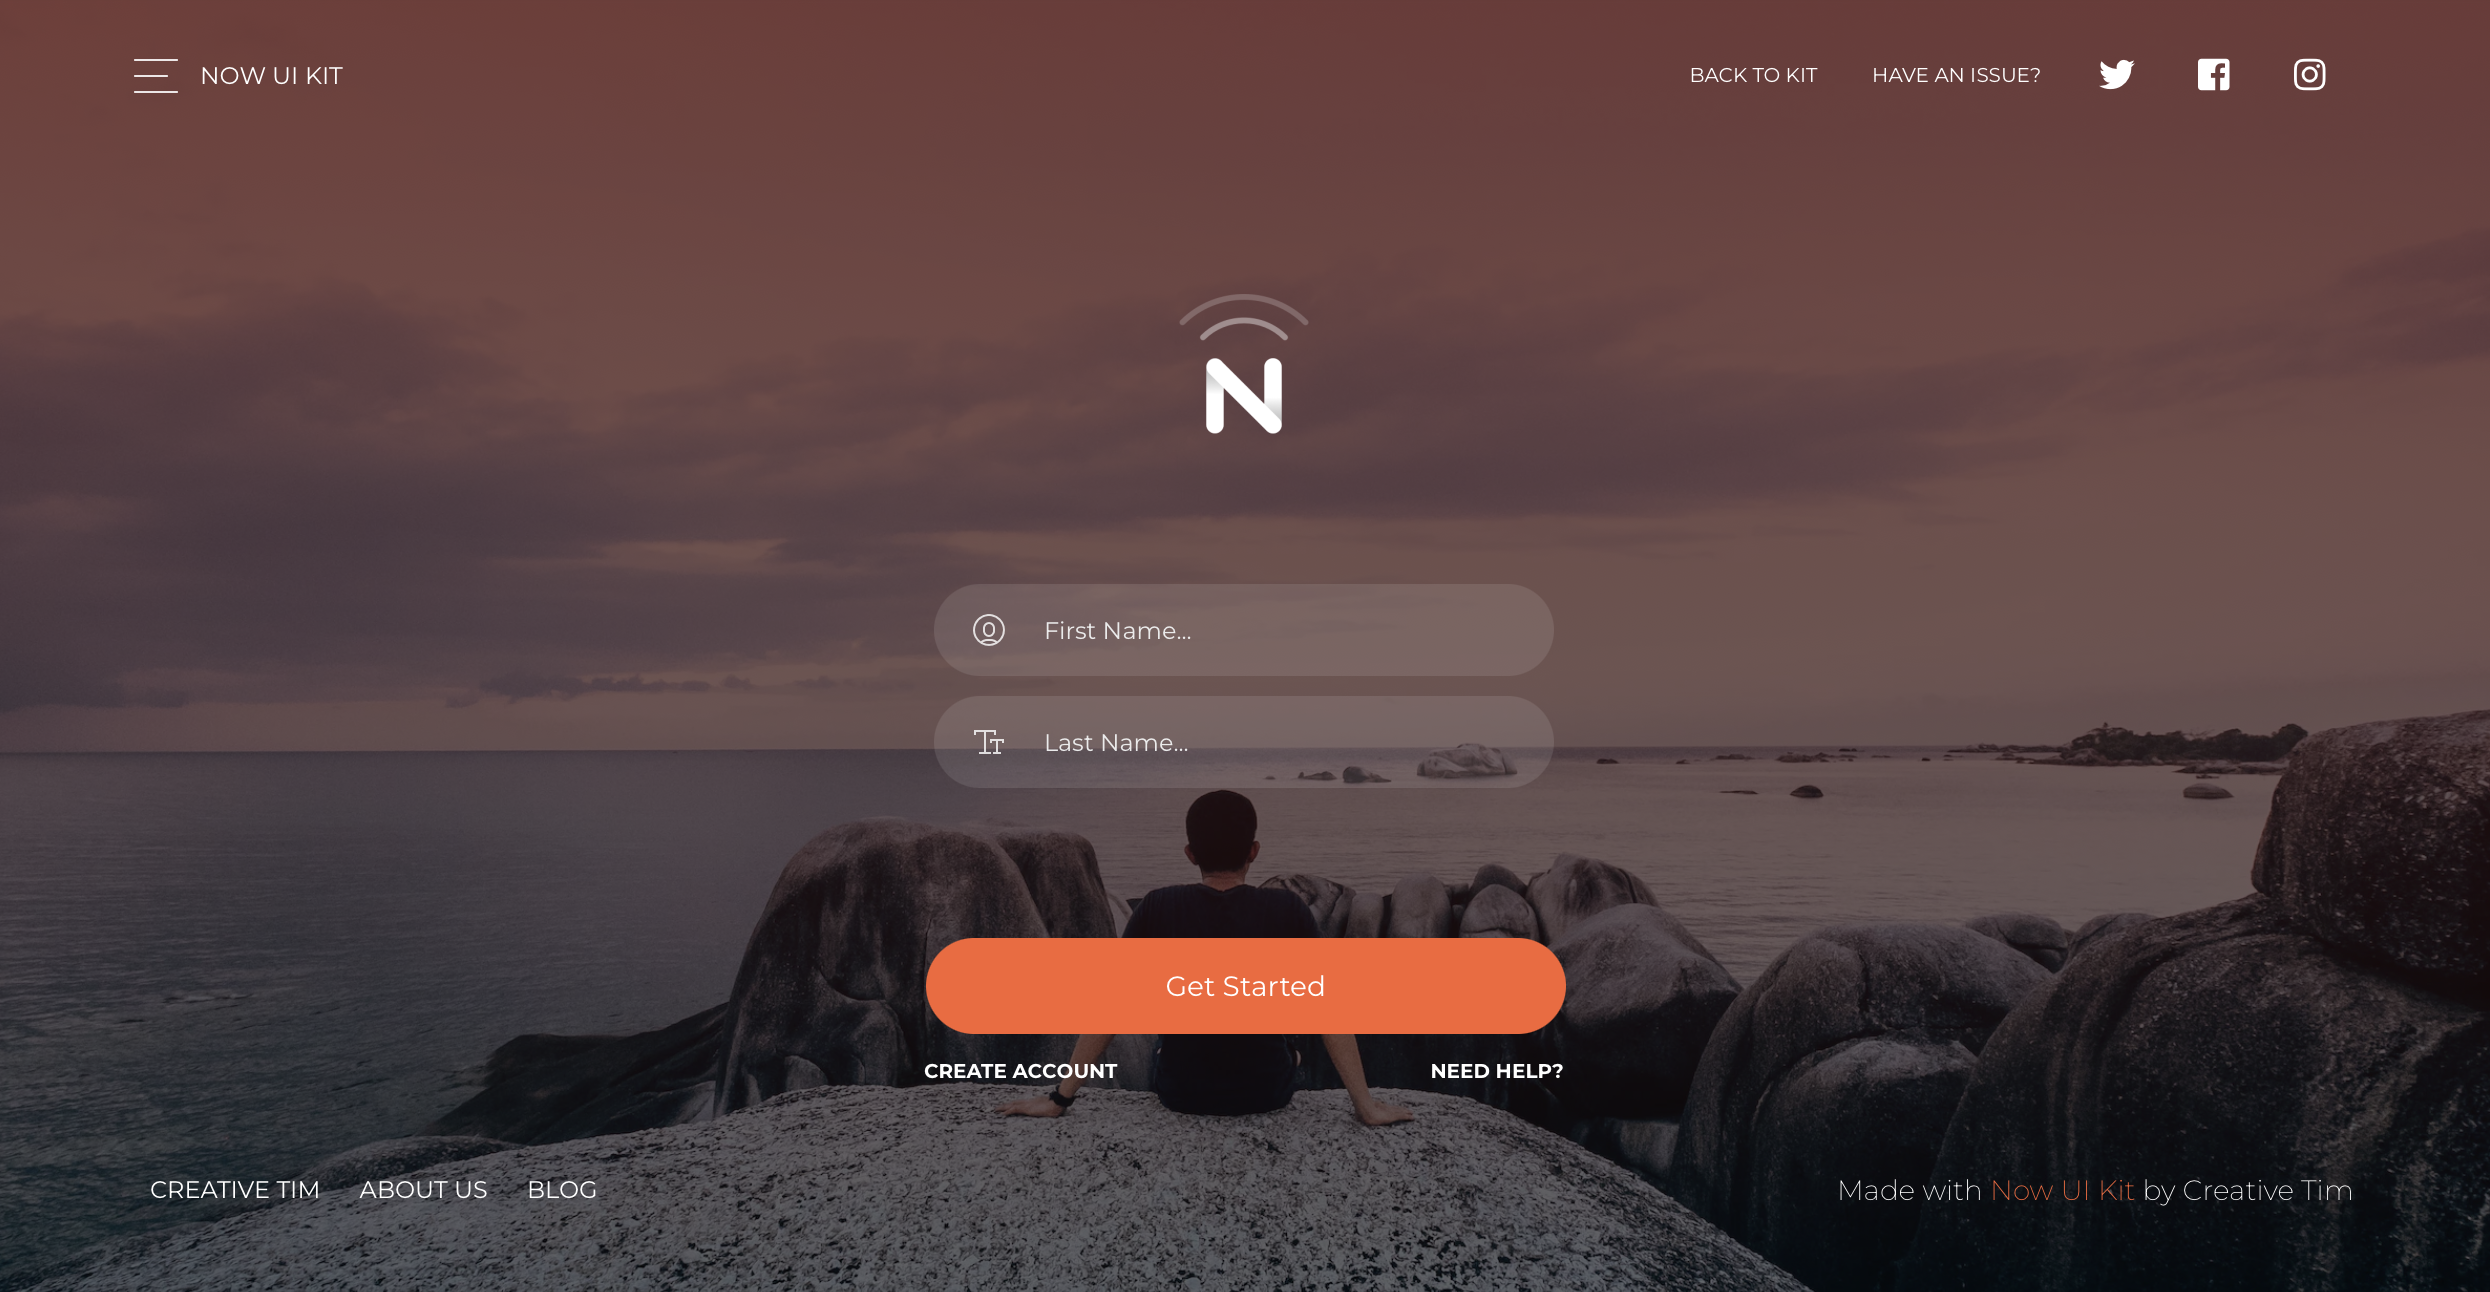 NOW UI KIT
BACK TO KIT
HAVE AN ISSUE?
N
First Name...
Last Name...
Get Started
CREATE ACCOUNT
NEED HELP?
CREATIVE TIM
ABOUT US
BLOG
Made with Now UI Kit by Creative Tim